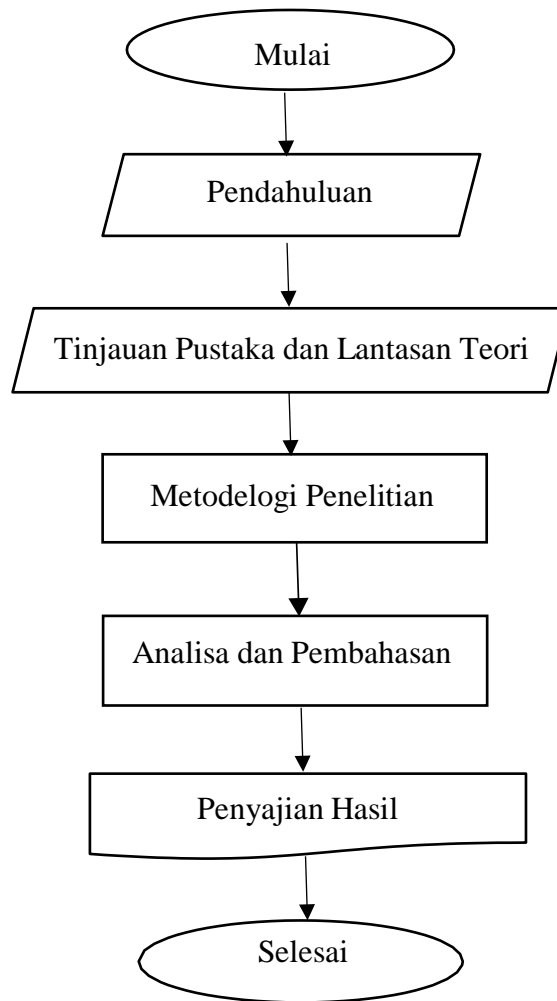 Mulai
Pendahuluan
Tinjauan Pustaka dan Lantasan Teori
Metodelogi Penelitian
Analisa dan Pembahasan
Penyajian Hasil
Selesai